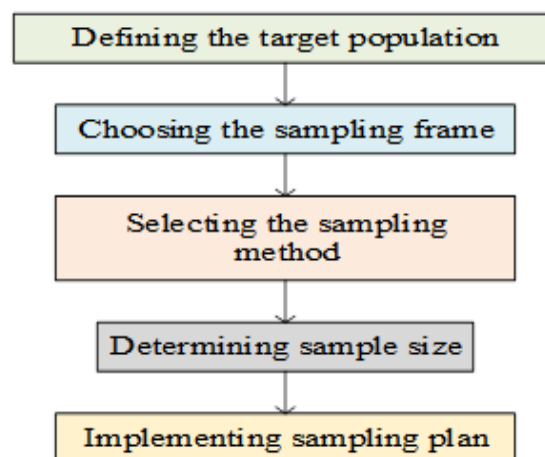 Defining the target population
Choosing the sampling frame
Selecting the sampling
method
Determining sample size
Implementing sampling plan